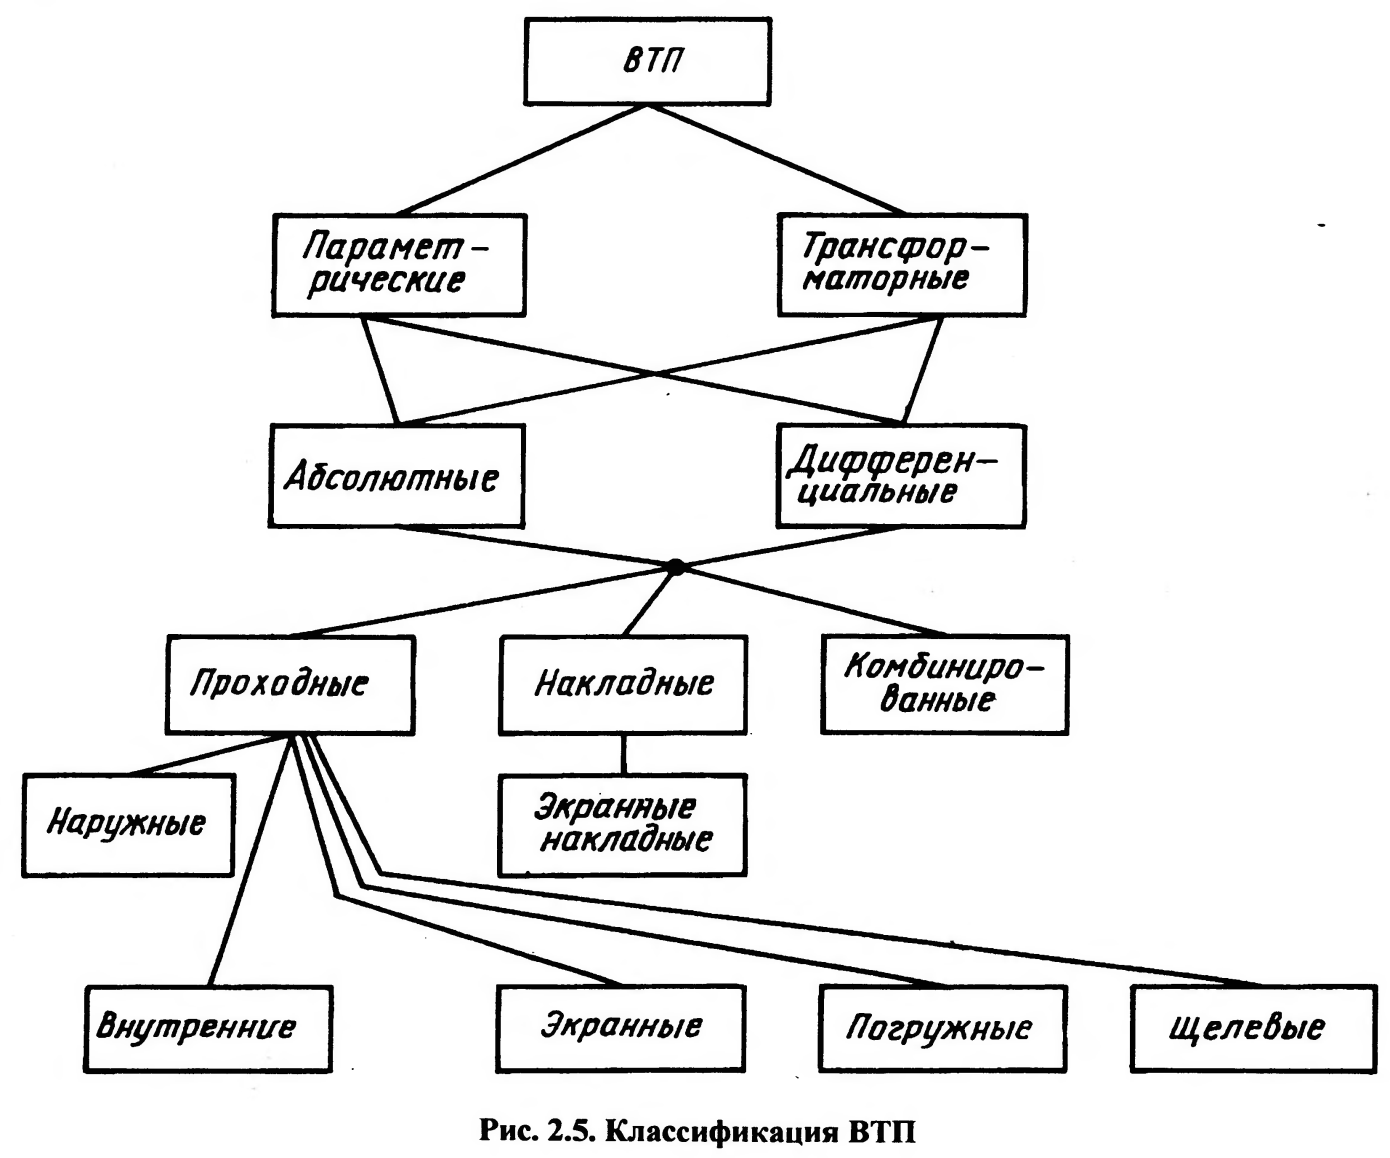 ВТП
Парамет-
рические
Трансфор-
маторные
Абсолютные
Дифферен-
циальные
Проходные
Накладные
Комбиниро-
ванные
Наружные
Экранные
накладные
Внутренние
Экранные
Погружные
Щелевые
Рис. 2.5. Классификация ВТП